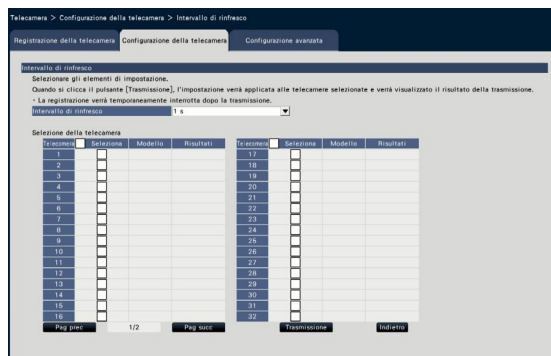 Telecamera > Configurazione della telecamera > Intervallo di rinfresco
Registrazione della telecamera Configurazione della telecamera Configurazione avanzata
Intervallo di rinfresco
Selezionare gli elementi di impostazione.
Quando si clicca il pulsante [Trasmissione], l'impostazione verrà applicata alle telecamere selezionate e verrà visualizzato il risultato della trasmissione.
• La registrazione verrà temporaneamente interrotta dopo la trasmissione.
Intervallo di rinfresco 1 s
Selezione della telecamera
Telecamera Seleziona Modello Risultati Telecamera Seleziona Modello Risultati
1 17
2 18
3 19
4 20
5 21
6 22
7 23
8 24
9 25
10 26
11 27
12 28
13 29
14 30
15 31
16 32
Pag prec 1/2 Pag succ Trasmissione Indietro